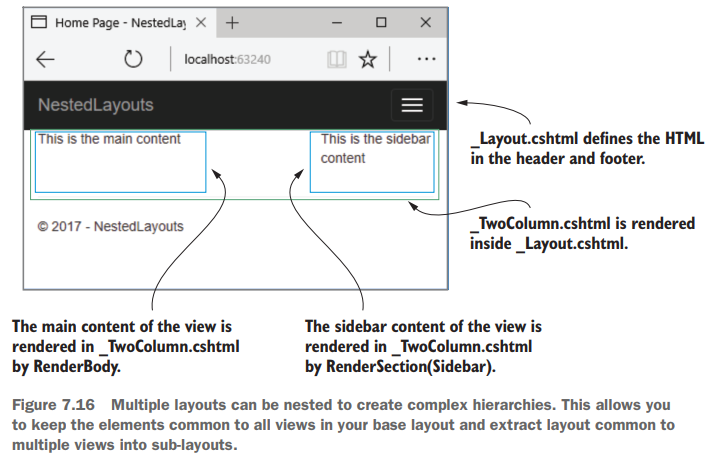 Home Page - NestedLay
localhost:63240
NestedLayouts
This is the main content
This is the sidebar
content
© 2017 - NestedLayouts
_Layout.cshtml defines the HTML
in the header and footer.
_TwoColumn.cshtml is rendered
inside _Layout.cshtml.
The main content of the view is
rendered in _TwoColumn.cshtml
by RenderBody.
The sidebar content of the view is
rendered in _TwoColumn.cshtml
by RenderSection(Sidebar).
Figure 7.16 Multiple layouts can be nested to create complex hierarchies. This allows you
to keep the elements common to all views in your base layout and extract layout common to
multiple views into sub-layouts.